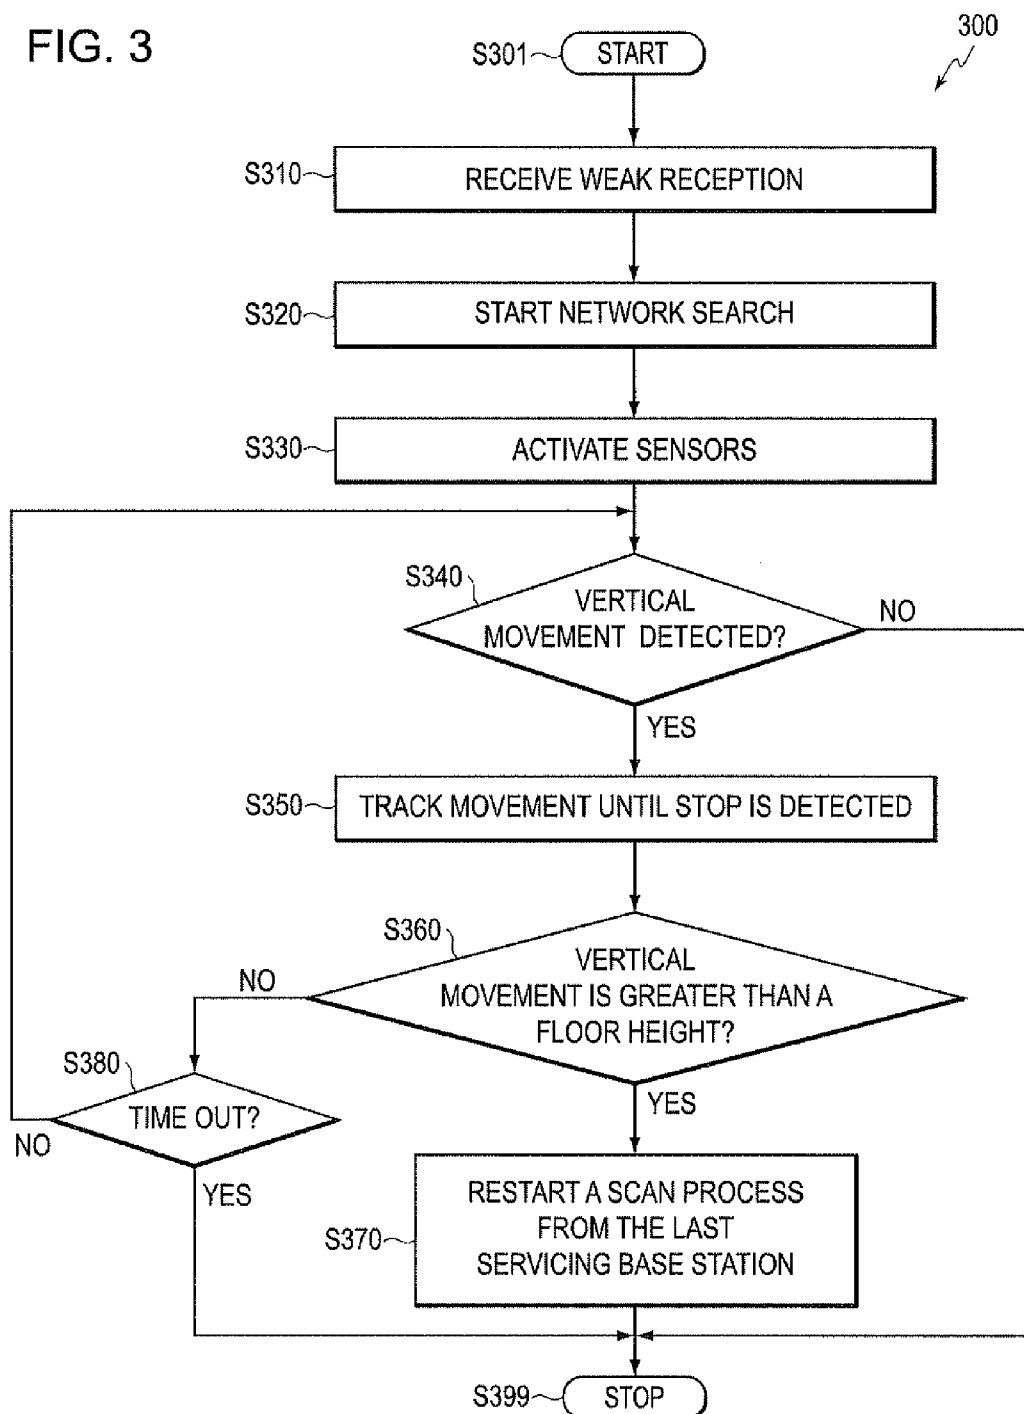 FIG. 3
300
S301
START
S310
RECEIVE WEAK RECEPTION
S320
START NETWORK SEARCH
S330
ACTIVATE SENSORS
S340
VERTICAL
MOVEMENT DETECTED?
NO
YES
S350
TRACK MOVEMENT UNTIL STOP IS DETECTED
S360
VERTICAL
MOVEMENT IS GREATER THAN A
FLOOR HEIGHT?
NO
YES
S380
TIME OUT?
NO
YES
S370
RESTART A SCAN PROCESS
FROM THE LAST
SERVICING BASE STATION
S399
STOP